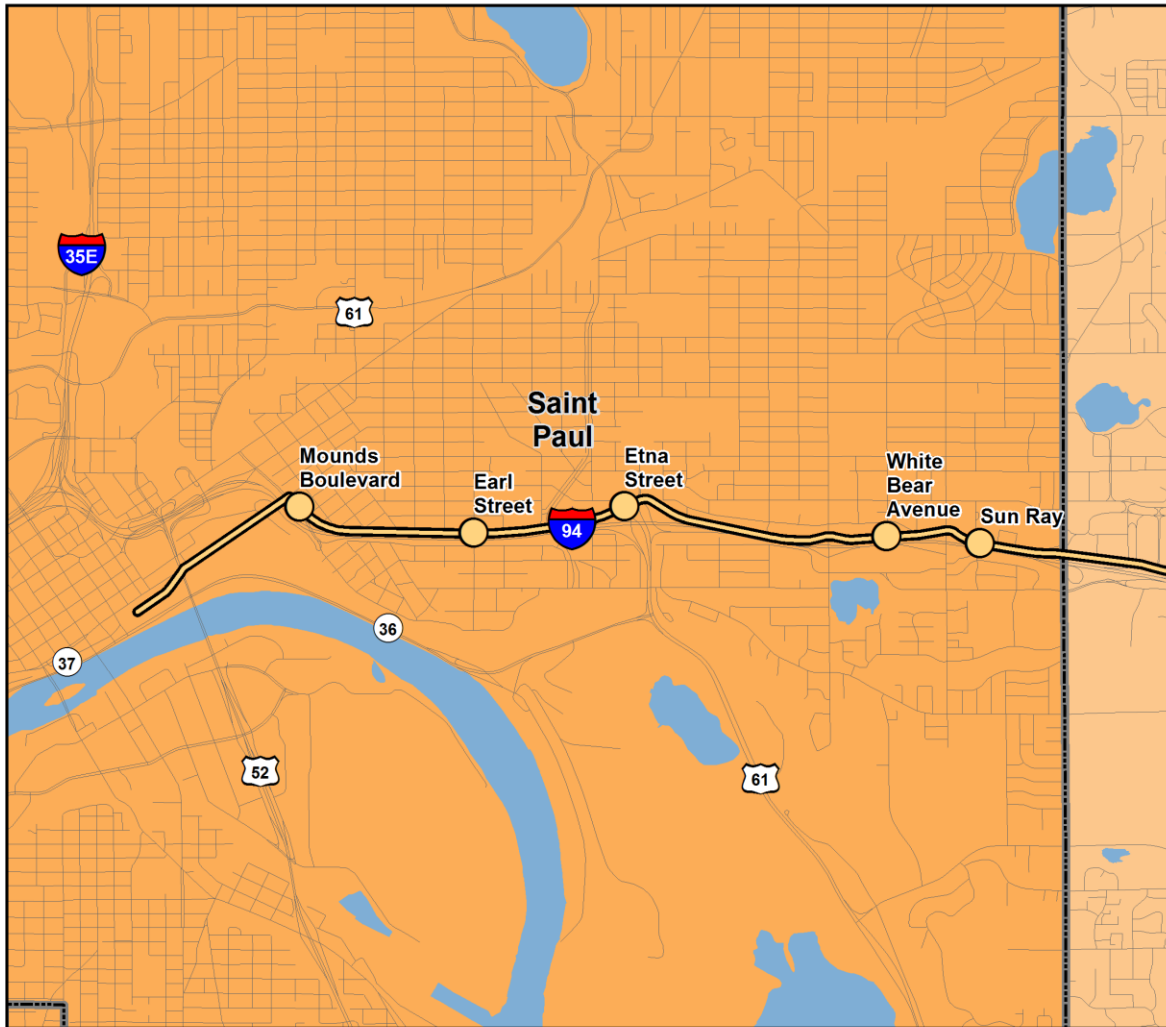 35E
61
Saint
Paul
Mounds
Boulevard
Earl
Street
Etna
Street
White
Bear
Avenue
Sun Ray
94
36
37
52
61